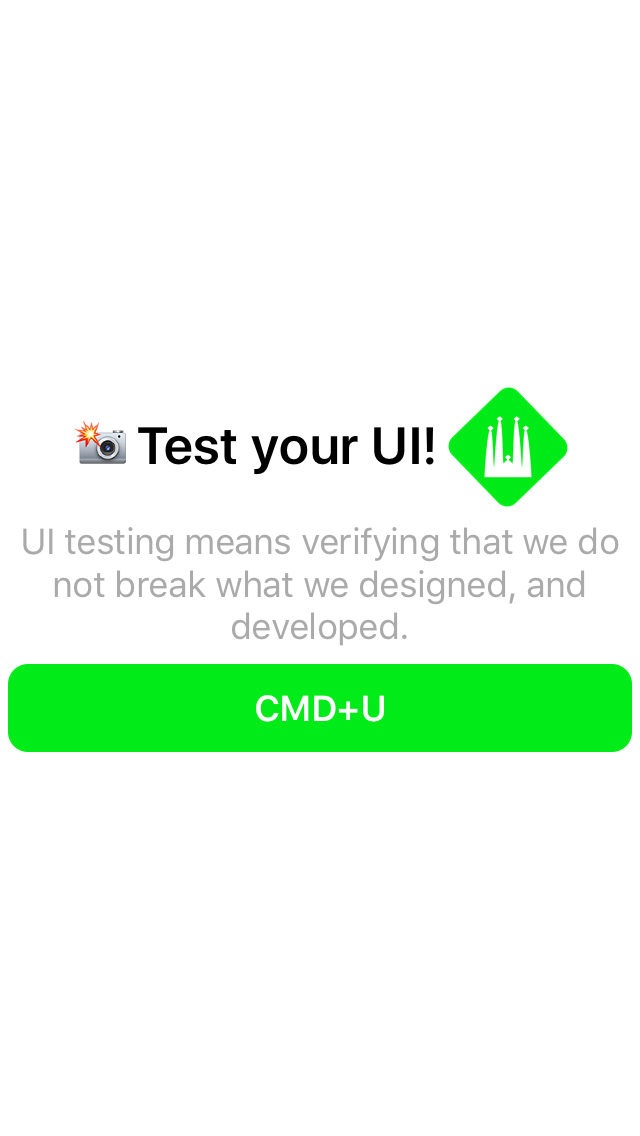 📸 Test your UI!
UI testing means verifying that we do
not break what we designed, and
developed.
CMD+U